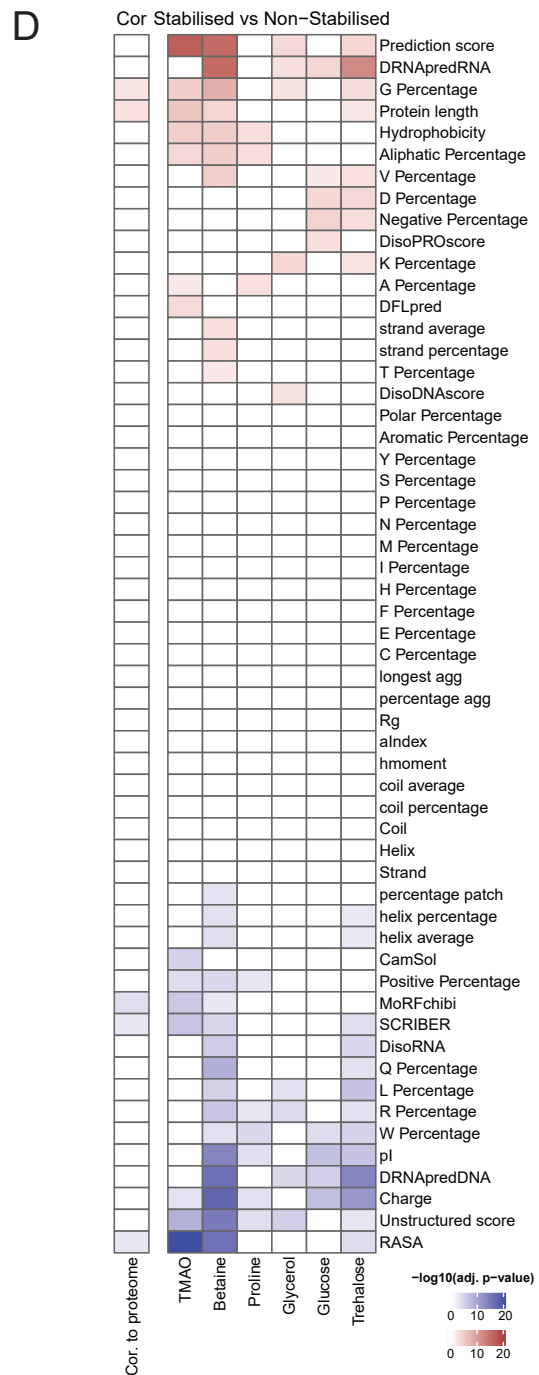 D
Cor Stabilised vs Non−Stabilised
Prediction score
DRNApredRNA
G Percentage
Protein length
Hydrophobicity
Aliphatic Percentage
V Percentage
D Percentage
Negative Percentage
DisoPROscore
K Percentage
A Percentage
DFLpred
strand average
strand percentage
T Percentage
DisoDNAscore
Polar Percentage
Aromatic Percentage
Y Percentage
S Percentage
P Percentage
N Percentage
M Percentage
I Percentage
H Percentage
F Percentage
E Percentage
C Percentage
longest agg
percentage agg
Rg
aIndex
hmoment
coil average
coil percentage
Coil
Helix
Strand
percentage patch
helix percentage
helix average
CamSol
Positive Percentage
MoRFchibi
SCRIBER
DisoRNA
Q Percentage
L Percentage
R Percentage
W Percentage
pI
DRNApredDNA
Charge
Unstructured score
RASA
Cor. to proteome
TMAO
Betaine
Proline
Glycerol
Glucose
Trehalose
−log10(adj. p−value)
0 10 20
0 10 20